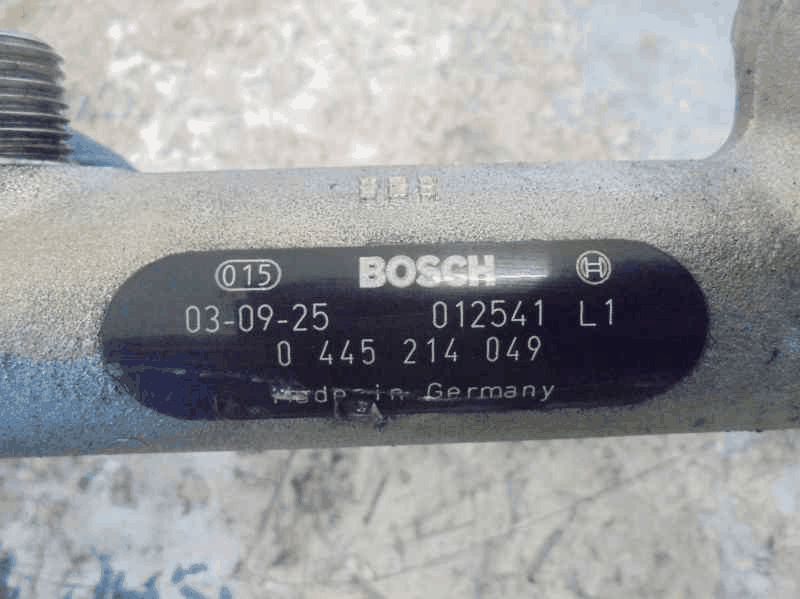 015 BOSCH
03-09-25 012541 L1
0 445 214 049
Made in Germany